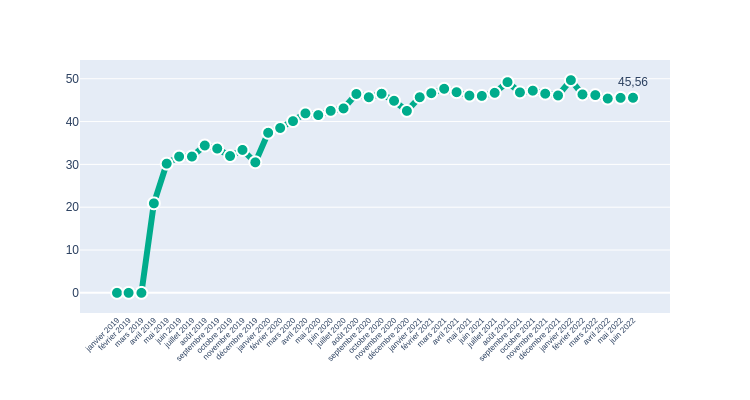 50
45,56
40
30
20
10
0
janvier 2019
février 2019
mars 2019
avril 2019
mai 2019
juin 2019
juillet 2019
août 2019
septembre 2019
octobre 2019
novembre 2019
décembre 2019
janvier 2020
février 2020
mars 2020
avril 2020
mai 2020
juin 2020
juillet 2020
août 2020
septembre 2020
octobre 2020
novembre 2020
décembre 2020
janvier 2021
février 2021
mars 2021
avril 2021
mai 2021
juin 2021
juillet 2021
août 2021
septembre 2021
octobre 2021
novembre 2021
décembre 2021
janvier 2022
février 2022
mars 2022
avril 2022
mai 2022
juin 2022